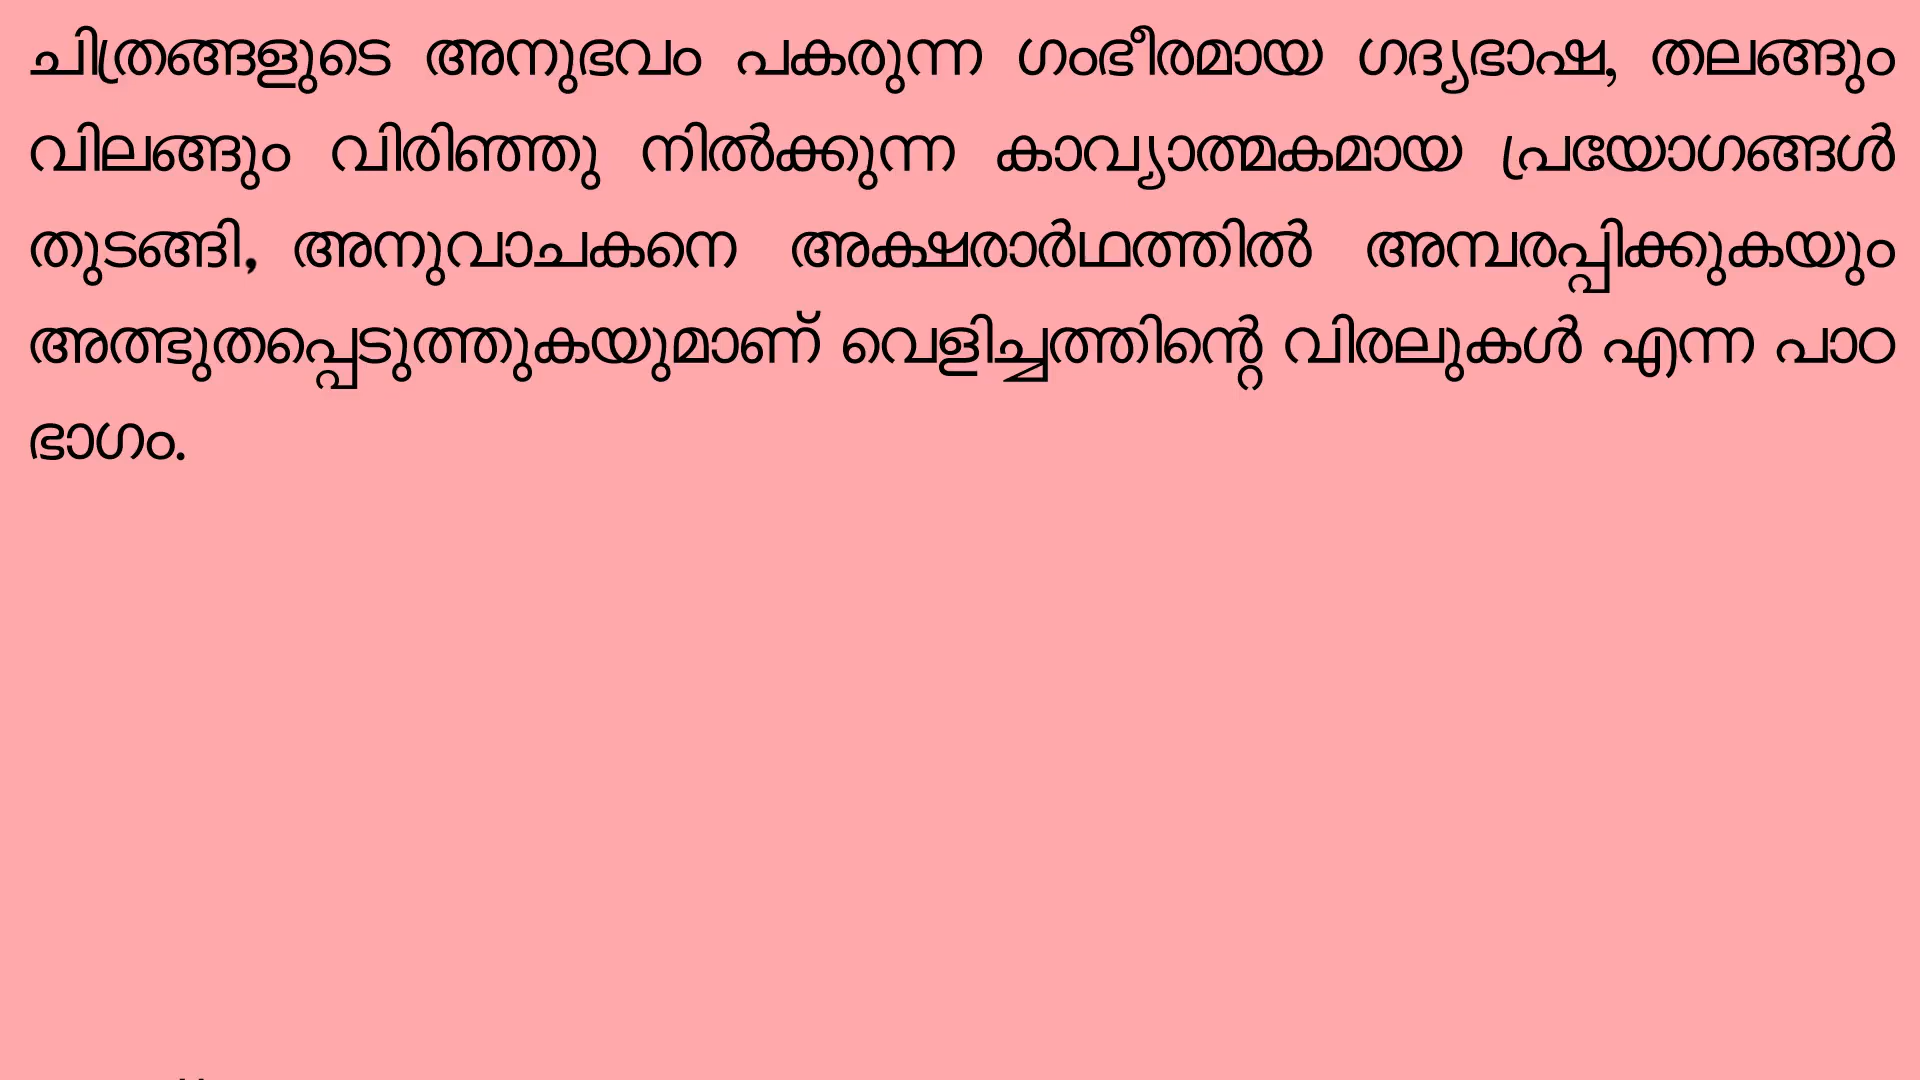 ചിത്രങ്ങളുടെ അനുഭവം പകരുന്ന ഗംഭീരമായ ഗദ്യഭാഷ, തലങ്ങും
വിലങ്ങും വിരിഞ്ഞു നിൽക്കുന്ന കാവ്യാത്മകമായ പ്രയോഗങ്ങൾ
തുടങ്ങി, അനുവാചകനെ അക്ഷരാർഥത്തിൽ അമ്പരപ്പിക്കുകയും
അത്ഭുതപ്പെടുത്തുകയുമാണ് വെളിച്ചത്തിന്റെ വിരലുകൾ എന്ന പാഠ
ഭാഗം.